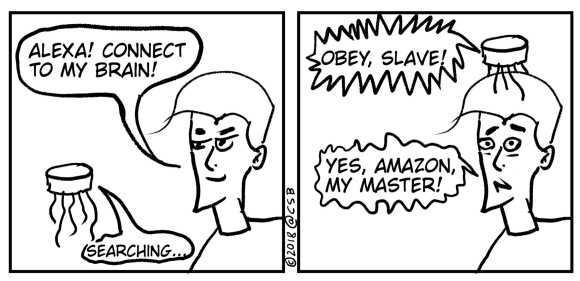 ALEXA! CONNECT
TO MY BRAIN!
SEARCHING...
©2018 @CSB
OBEY, SLAVE!
YES, AMAZON,
MY MASTER!